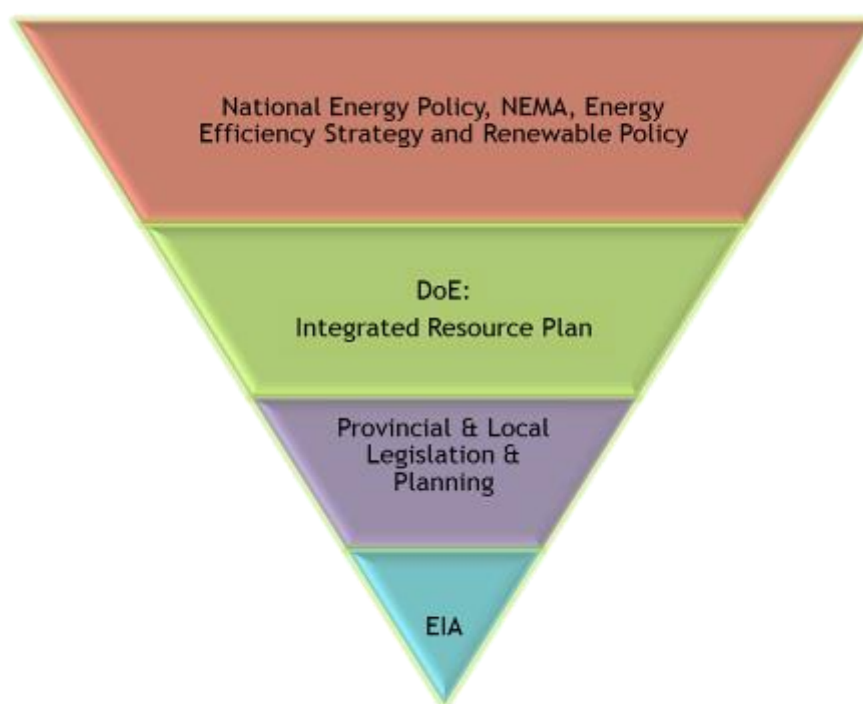 National Energy Policy, NEMA, Energy
Efficiency Strategy and Renewable Policy
DoE:
Integrated Resource Plan
Provincial & Local
Legislation &
Planning
EIA